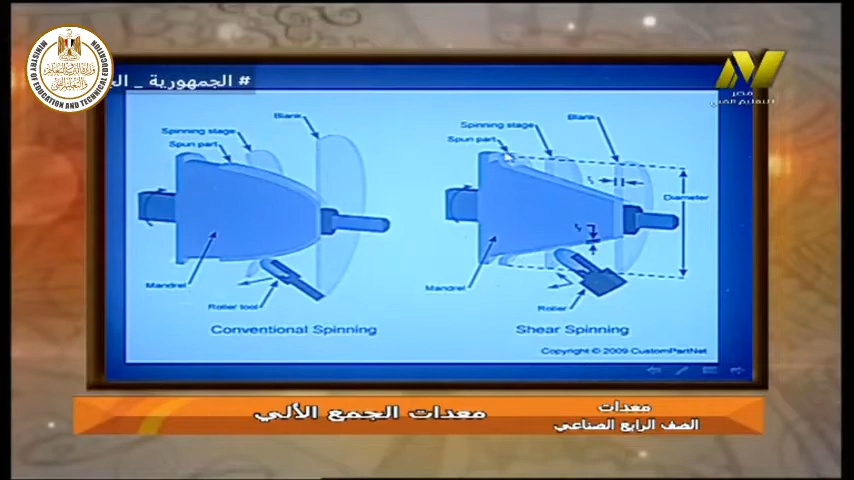 MINISTRY OF EDUCATION AND TECHNICAL EDUCATION
# الجمهورية _ الج
مصر
التعليم الفني
Blank
Spinning stage
Spun part
Mandrel
Roller tool
Conventional Spinning
Blank
Spinning stage
Spun part
Diameter
Mandrel
Roller
Shear Spinning
Copyright © 2009 CustomPartNet
معدات
الصف الرابع الصناعي
معدات الجمع الألي